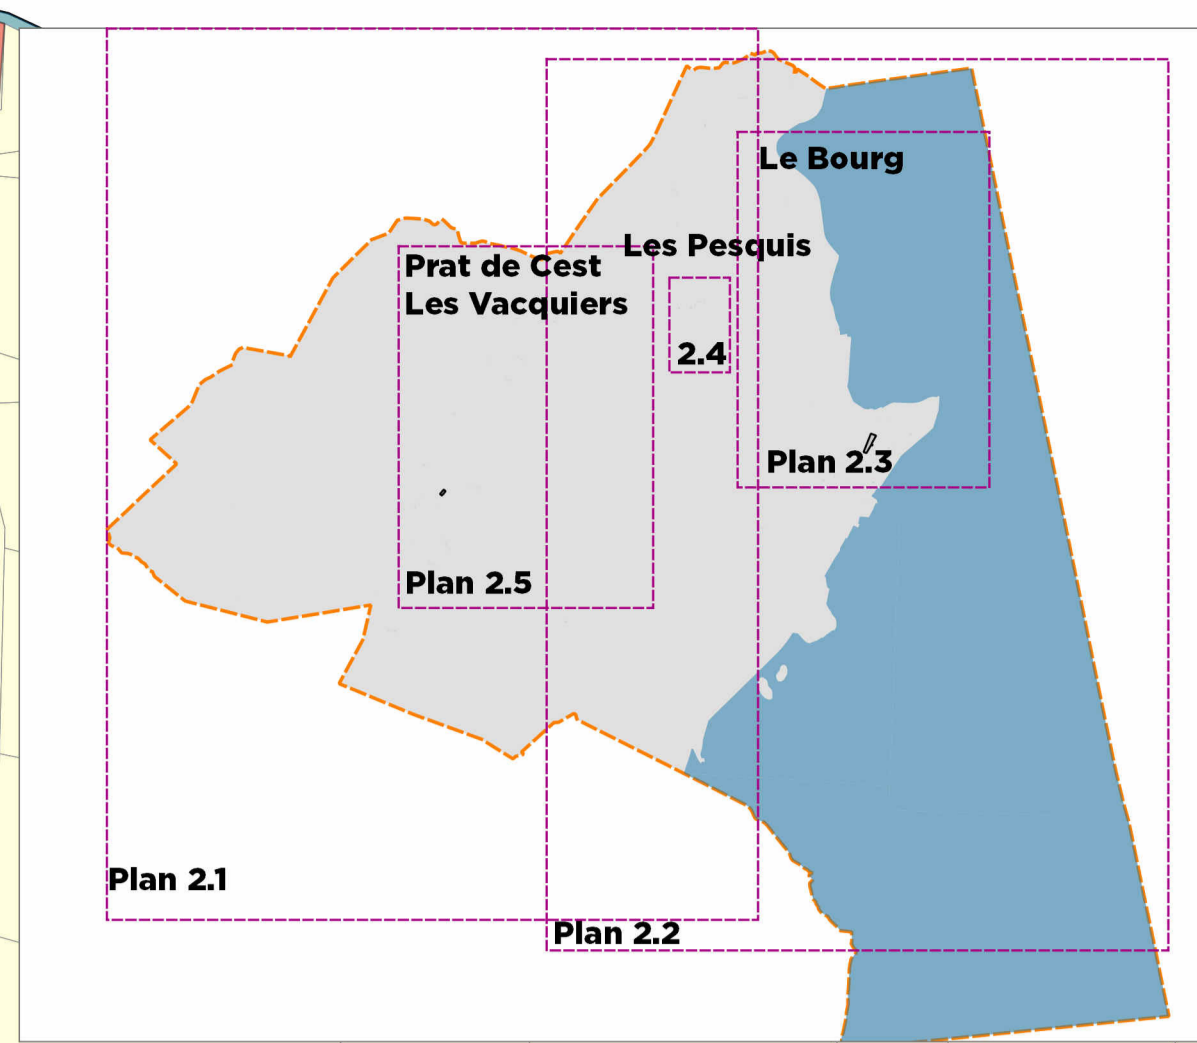 Le Bourg
Les Pesquis
Prat de Cest
Les Vacquiers
2.4
Plan 2.3
Plan 2.5
Plan 2.1
Plan 2.2